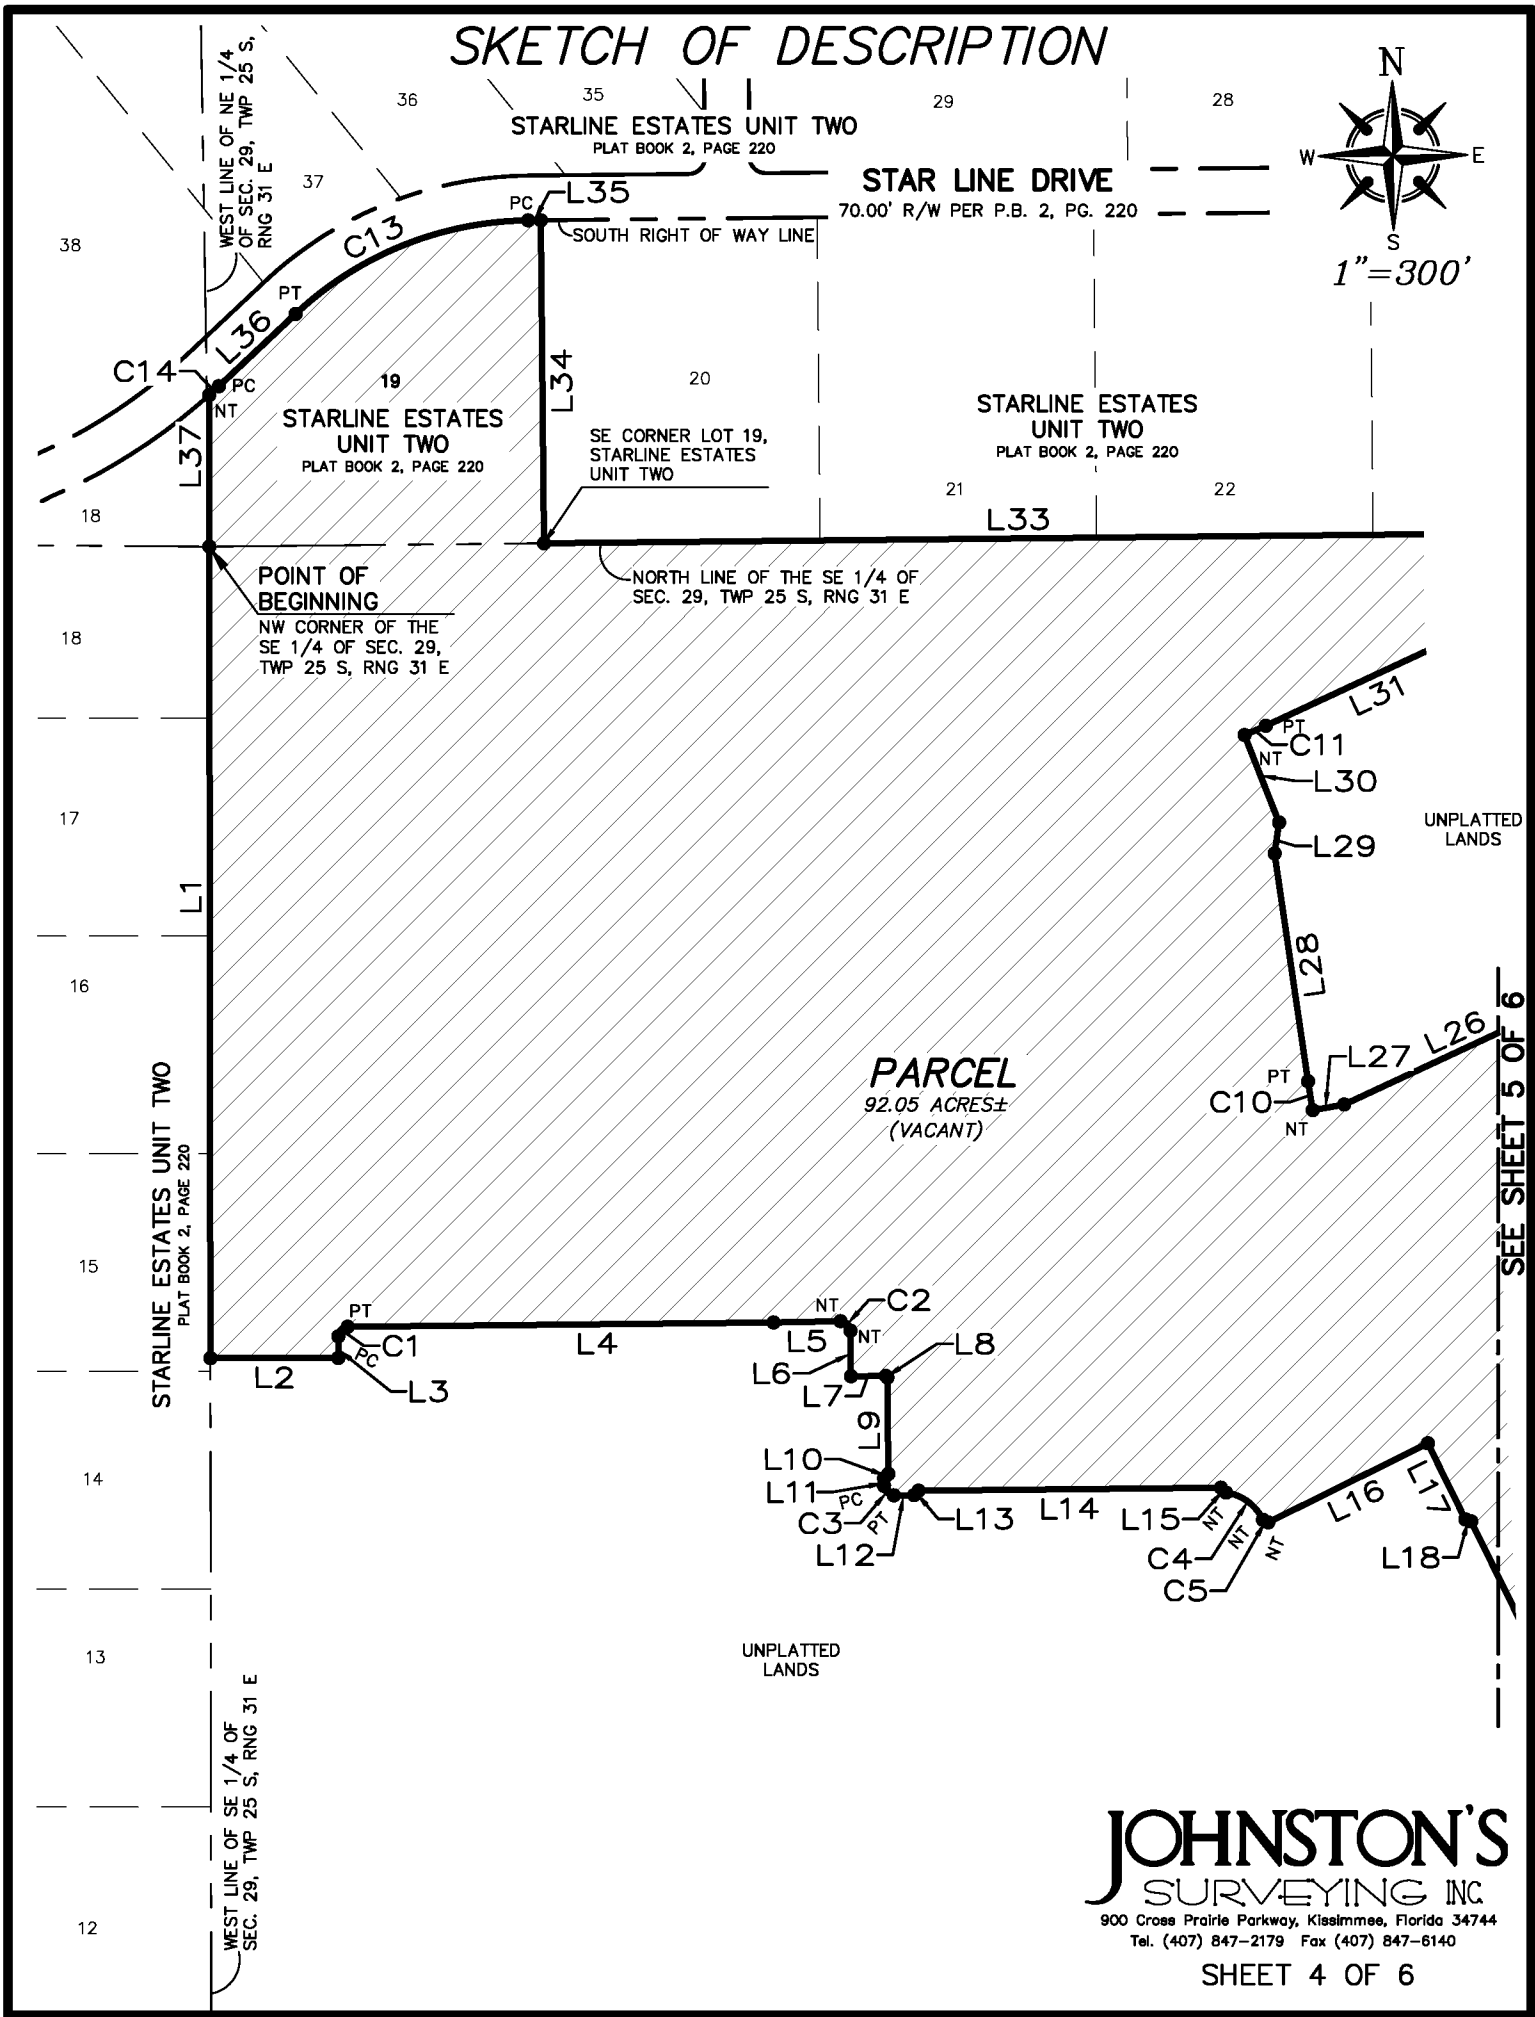 SKETCH OF DESCRIPTION
WEST LINE OF NE 1/4
OF SEC. 29, TWP 25 S,
RNG 31 E
36
35
29
28
STARLINE ESTATES UNIT TWO
PLAT BOOK 2, PAGE 220
N
W
E
S
1"=300'
37
38
STAR LINE DRIVE
70.00' R/W PER P.B. 2, PG. 220
PC
L35
SOUTH RIGHT OF WAY LINE
C13
PT
L36
C14
PC
NT
L37
L34
19
STARLINE ESTATES
UNIT TWO
PLAT BOOK 2, PAGE 220
20
SE CORNER LOT 19,
STARLINE ESTATES
UNIT TWO
STARLINE ESTATES
UNIT TWO
PLAT BOOK 2, PAGE 220
21
22
18
L33
POINT OF
BEGINNING
NW CORNER OF THE
SE 1/4 OF SEC. 29,
TWP 25 S, RNG 31 E
NORTH LINE OF THE SE 1/4 OF
SEC. 29, TWP 25 S, RNG 31 E
18
L31
PT
C11
NT
L30
17
UNPLATTED
LANDS
L29
L1
L28
16
SEE SHEET 5 OF 6
L26
L27
PT
C10
NT
PARCEL
92.05 ACRES±
(VACANT)
STARLINE ESTATES UNIT TWO
PLAT BOOK 2, PAGE 220
15
PT
C1
PC
L2
L3
L4
L5
NT
C2
NT
L6
L7
L8
L9
L10
L11
PC
C3
PT
L12
L13
L14
L15
NT
C4
NT
C5
NT
L16
L17
L18
14
13
UNPLATTED
LANDS
WEST LINE OF SE 1/4 OF
SEC. 29, TWP 25 S, RNG 31 E
12
JOHNSTON'S
SURVEYING INC.
900 Cross Prairie Parkway, Kissimmee, Florida 34744
Tel. (407) 847-2179 Fax (407) 847-6140
SHEET 4 OF 6